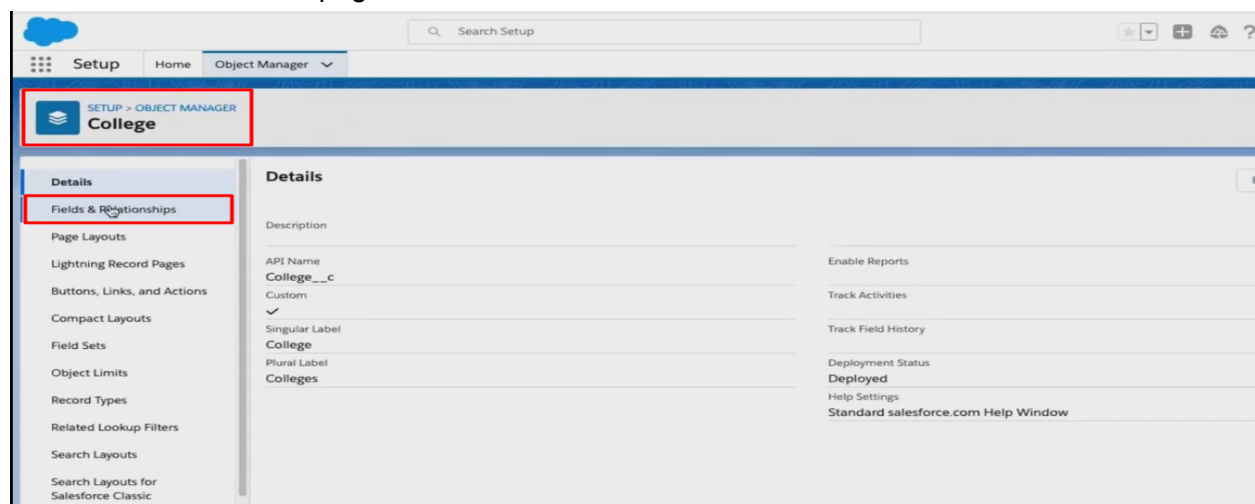 Search Setup
?
Setup
Home
Object Manager
SETUP > OBJECT MANAGER
College
Details
Fields & Relationships
Page Layouts
Lightning Record Pages
Buttons, Links, and Actions
Compact Layouts
Field Sets
Object Limits
Record Types
Related Lookup Filters
Search Layouts
Search Layouts for
Salesforce Classic
Details
Description
API Name
College__c
Custom
Singular Label
College
Plural Label
Colleges
Enable Reports
Track Activities
Track Field History
Deployment Status
Deployed
Help Settings
Standard salesforce.com Help Window